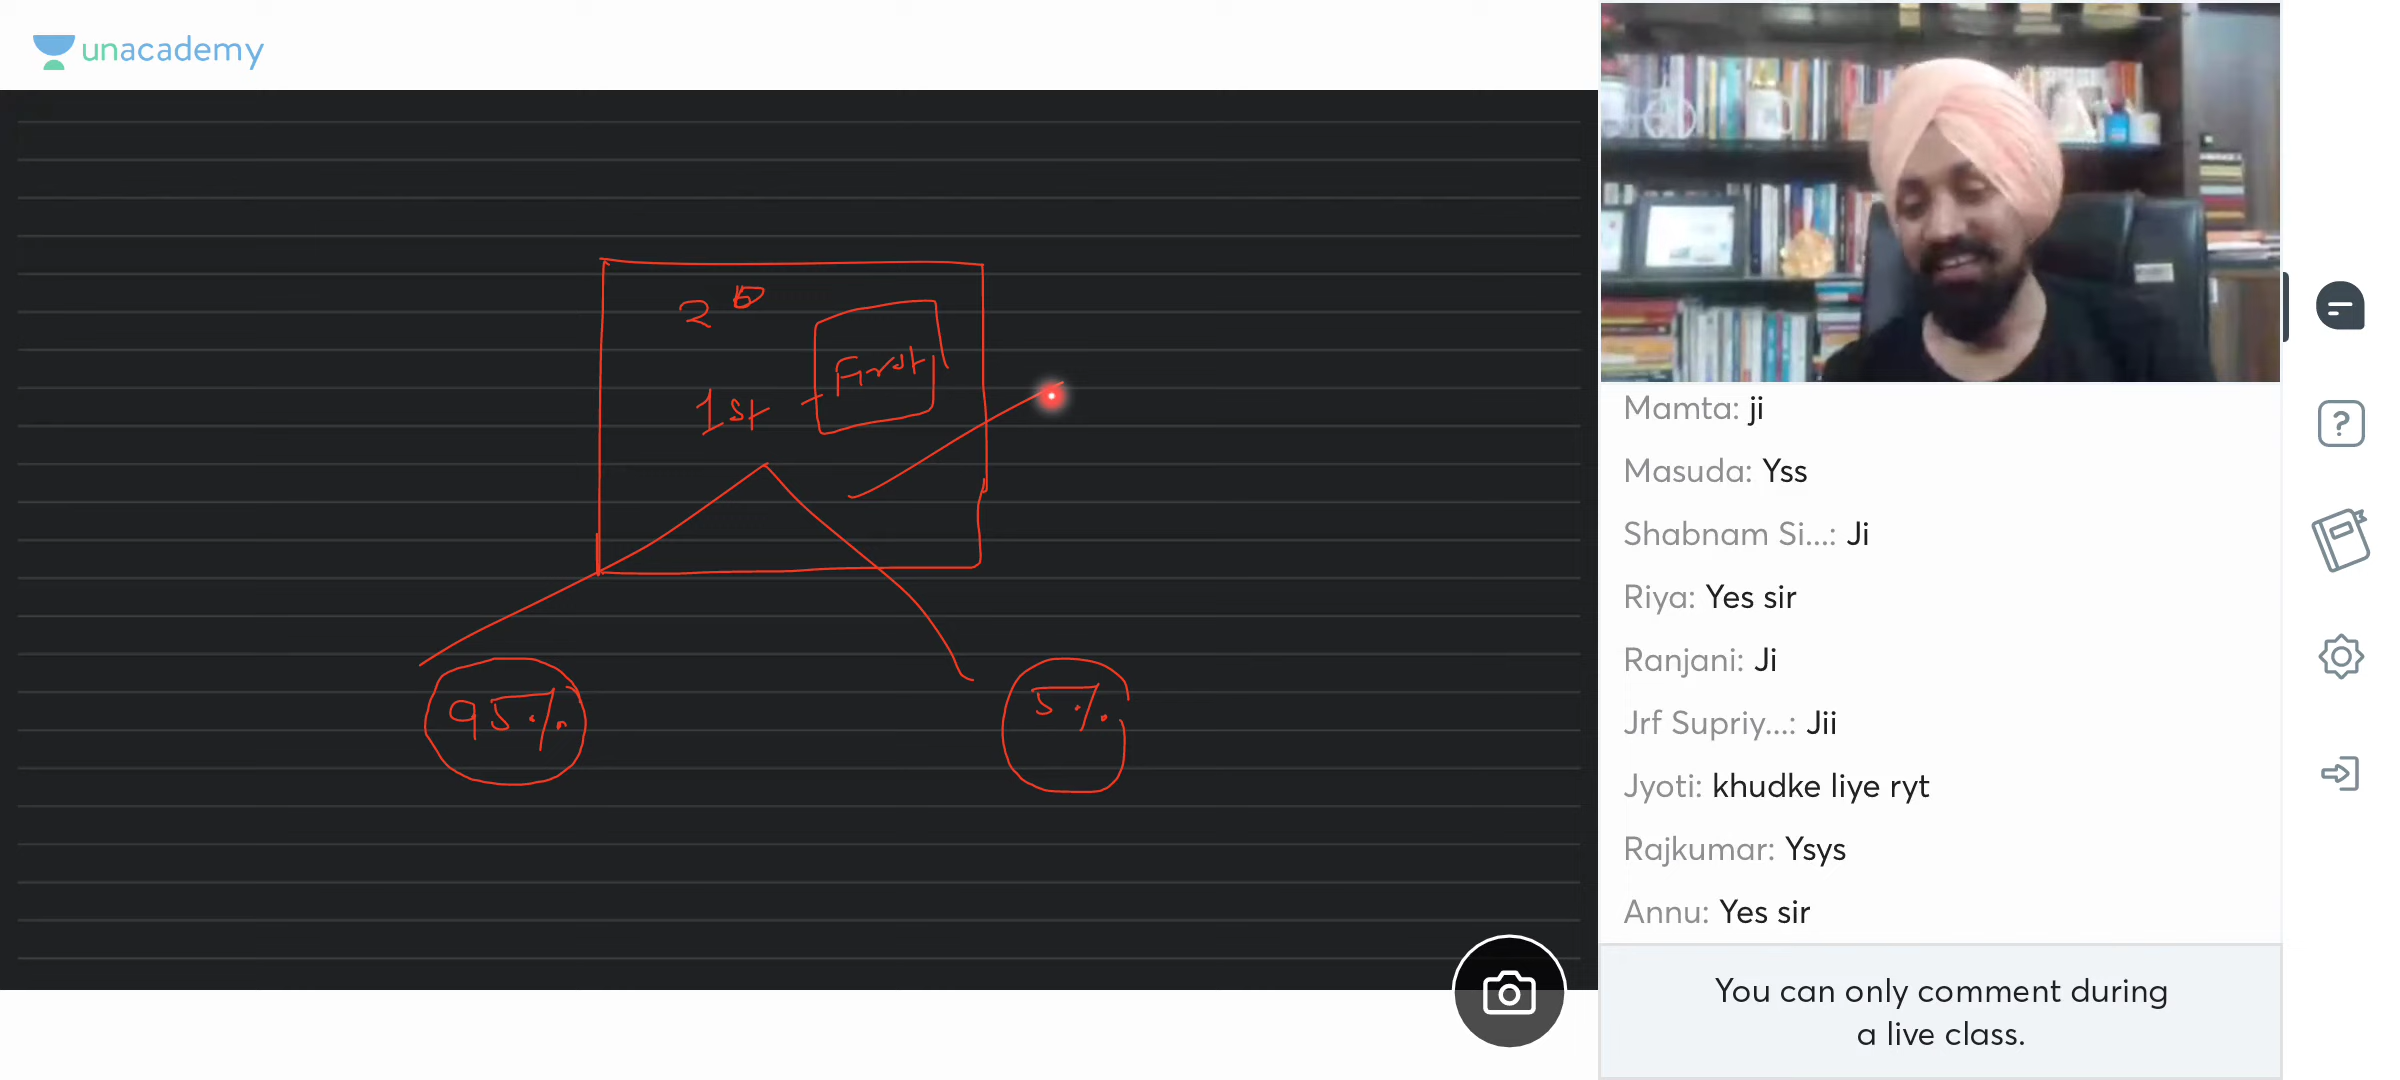 unacademy
1st - First
95%
5%
Mamta: ji
Masuda: Yss
Shabnam Si...: Ji
Riya: Yes sir
Ranjani: Ji
Jrf Supriy...: Jii
Jyoti: khudke liye ryt
Rajkumar: Ysys
Annu: Yes sir
You can only comment during
a live class.